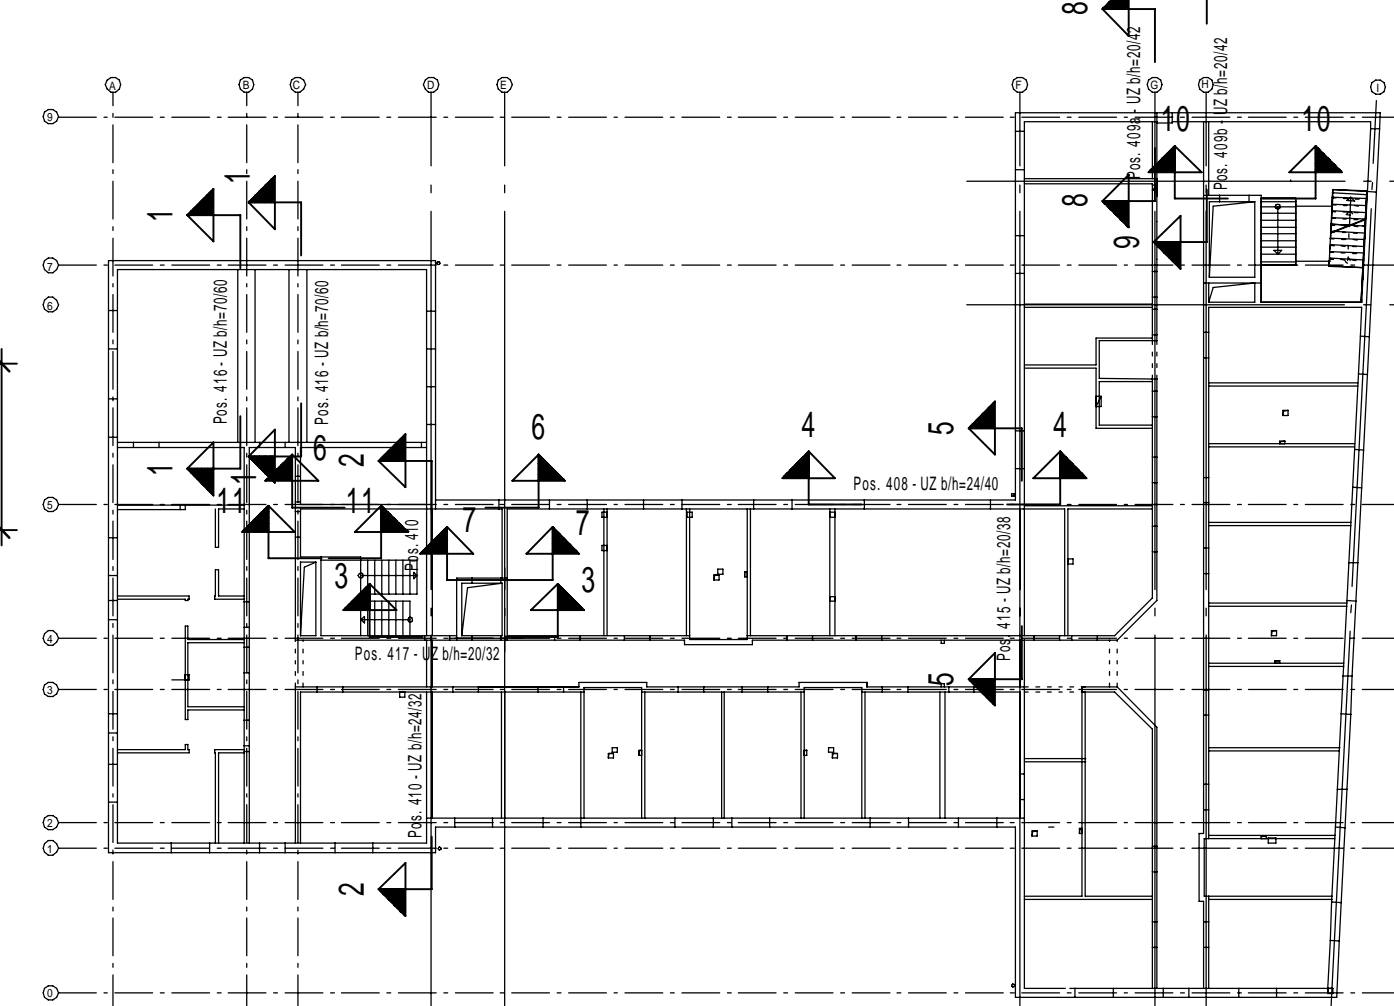 8
Pos. 409a - UZ b/h=20/42
Pos. 409b - UZ b/h=20/42
A
B
C
D
E
F
G
H
I
9
10
10
1
1
8
9
7
6
Pos. 416 - UZ b/h=70/60
Pos. 416 - UZ b/h=70/60
1
1
6
2
6
4
5
4
Pos. 408 - UZ b/h=24/40
5
11
11
Pos. 410
7
7
3
3
Pos. 415 - UZ b/h=20/38
4
Pos. 417 - UZ b/h=20/32
3
5
Pos. 410 - UZ b/h=24/32
2
1
2
0